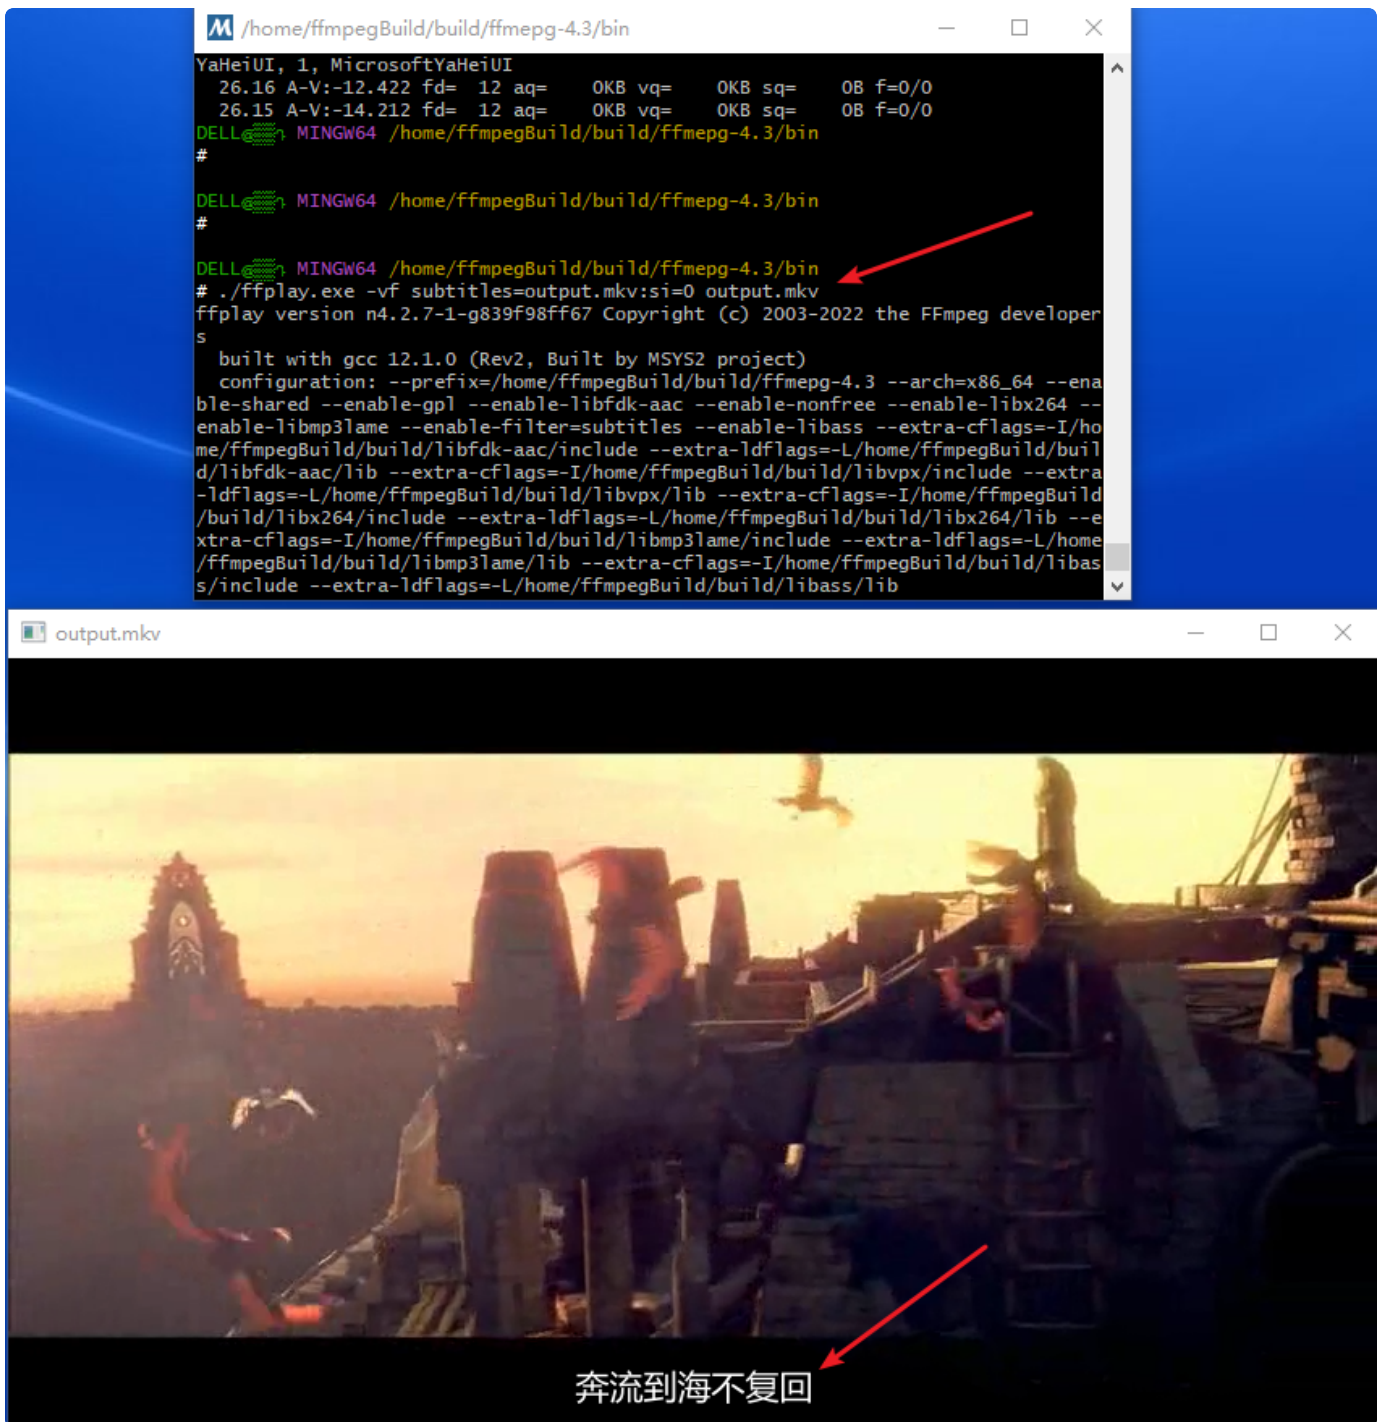 /home/ffmpegBuild/build/ffmepg-4.3/bin
YaHeiUI, 1, MicrosoftYaHeiUI
26.16 A-V:-12.422 fd=  12 aq=    0KB vq=    0KB sq=    0B f=0/0
26.15 A-V:-14.212 fd=  12 aq=    0KB vq=    0KB sq=    0B f=0/0
DELL@ MINGW64 /home/ffmpegBuild/build/ffmepg-4.3/bin
#
DELL@ MINGW64 /home/ffmpegBuild/build/ffmepg-4.3/bin
#
DELL@ MINGW64 /home/ffmpegBuild/build/ffmepg-4.3/bin
# ./ffplay.exe -vf subtitles=output.mkv:si=0 output.mkv
ffplay version n4.2.7-1-g839f98ff67 Copyright (c) 2003-2022 the FFmpeg developer
s
built with gcc 12.1.0 (Rev2, Built by MSYS2 project)
configuration: --prefix=/home/ffmpegBuild/build/ffmepg-4.3 --arch=x86_64 --ena
ble-shared --enable-gpl --enable-libfdk-aac --enable-nonfree --enable-libx264 --
enable-libmp3lame --enable-filter=subtitles --enable-libass --extra-cflags=-I/ho
me/ffmpegBuild/build/libfdk-aac/include --extra-ldflags=-L/home/ffmpegBuild/buil
d/libfdk-aac/lib --extra-cflags=-I/home/ffmpegBuild/build/libvpx/include --extra
-ldflags=-L/home/ffmpegBuild/build/libvpx/lib --extra-cflags=-I/home/ffmpegBuild
/build/libx264/include --extra-ldflags=-L/home/ffmpegBuild/build/libx264/lib --e
xtra-cflags=-I/home/ffmpegBuild/build/libmp3lame/include --extra-ldflags=-L/home
/ffmpegBuild/build/libmp3lame/lib --extra-cflags=-I/home/ffmpegBuild/build/libas
s/include --extra-ldflags=-L/home/ffmpegBuild/build/libass/lib
output.mkv
奔流到海不复回